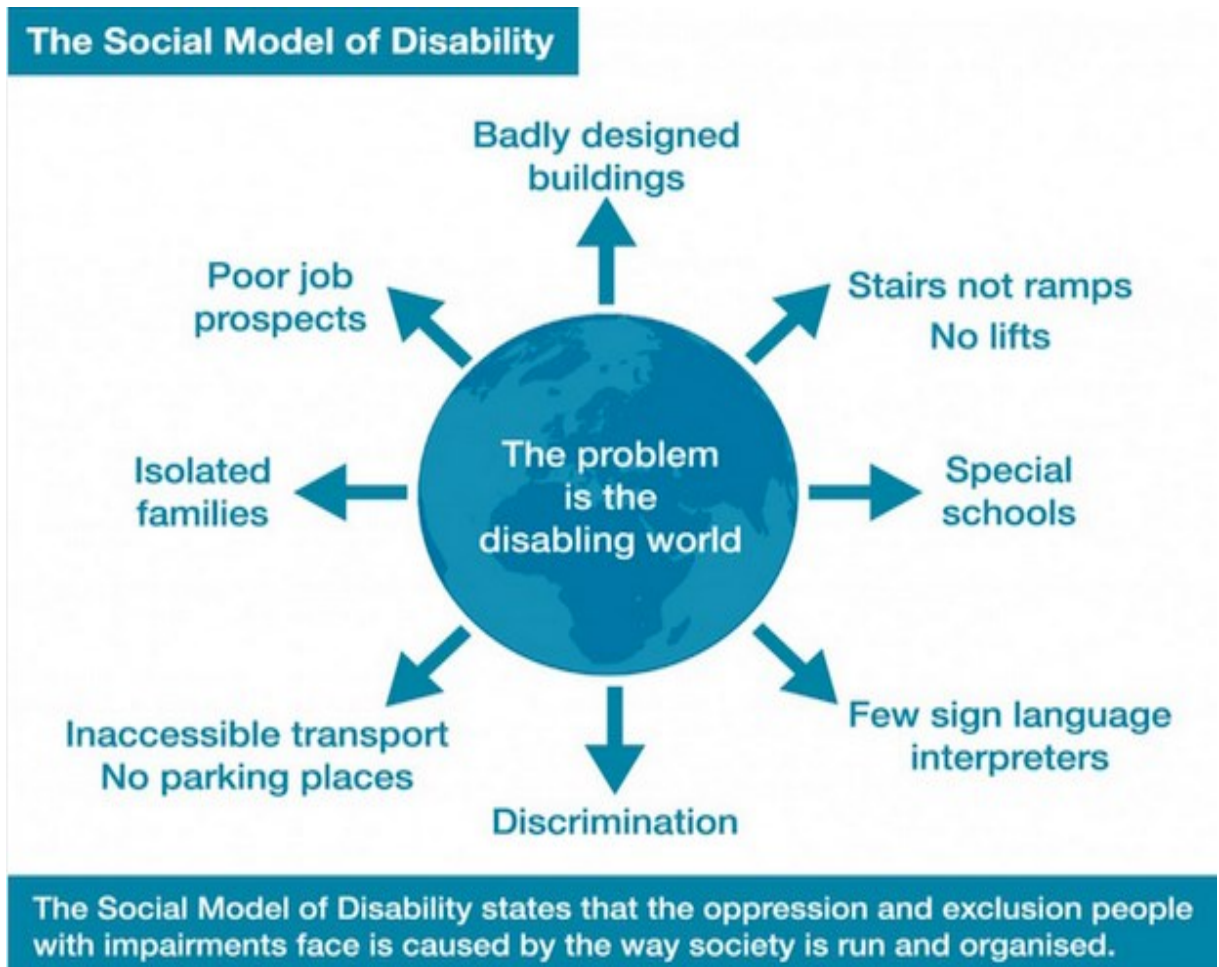 The Social Model of Disability
Badly designed
buildings
Poor job
prospects
Stairs not ramps
No lifts
Isolated
families
The problem
is the
disabling world
Special
schools
Inaccessible transport
No parking places
Few sign language
interpreters
Discrimination
The Social Model of Disability states that the oppression and exclusion people
with impairments face is caused by the way society is run and organised.